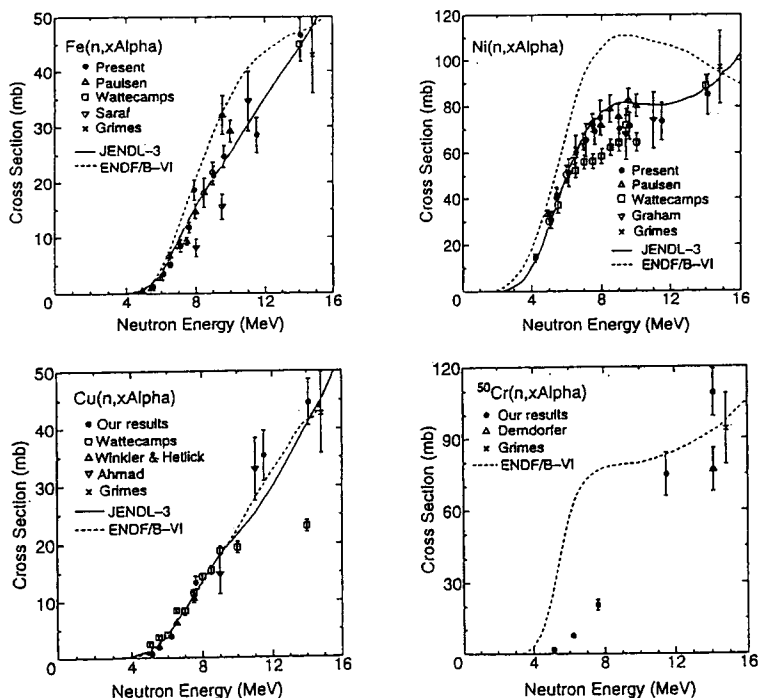 Fe(n,xAlpha)
Present
Paulsen
Wattecamps
Saraf
Grimes
JENDL-3
ENDF/B-VI
Cross Section (mb)
50
40
30
20
10
0
0
4
8
12
16
Neutron Energy (MeV)
Ni(n,xAlpha)
Present
Paulsen
Wattecamps
Graham
Grimes
JENDL-3
ENDF/B-VI
Cross Section (mb)
120
100
80
60
40
20
0
4
8
12
16
Neutron Energy (MeV)
Cu(n,xAlpha)
Our results
Wattecamps
Winkler & Hetlick
Ahmad
Grimes
JENDL-3
ENDF/B-VI
Cross Section (mb)
50
40
30
20
10
0
0
4
8
12
16
Neutron Energy (MeV)
50Cr(n,xAlpha)
Our results
Derndorfer
Grimes
ENDF/B-VI
Cross Section (mb)
120
90
60
30
0
4
8
12
16
Neutron Energy (MeV)